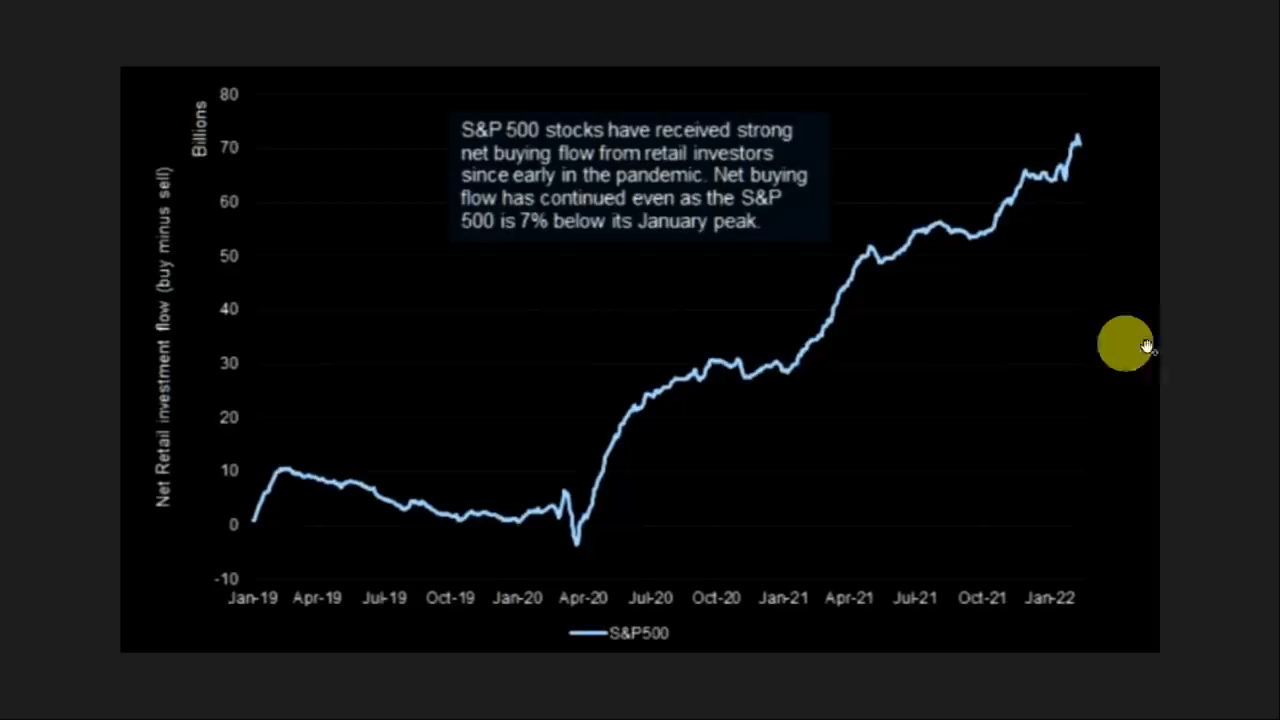 80
Billions
S&P 500 stocks have received strong
net buying flow from retail investors
since early in the pandemic. Net buying
flow has continued even as the S&P
500 is 7% below its January peak.
70
60
50
40
30
20
10
0
-10
Net Retail investment flow (buy minus sell)
Jan-19 Apr-19 Jul-19 Oct-19 Jan-20 Apr-20 Jul-20 Oct-20 Jan-21 Apr-21 Jul-21 Oct-21 Jan-22
S&P500